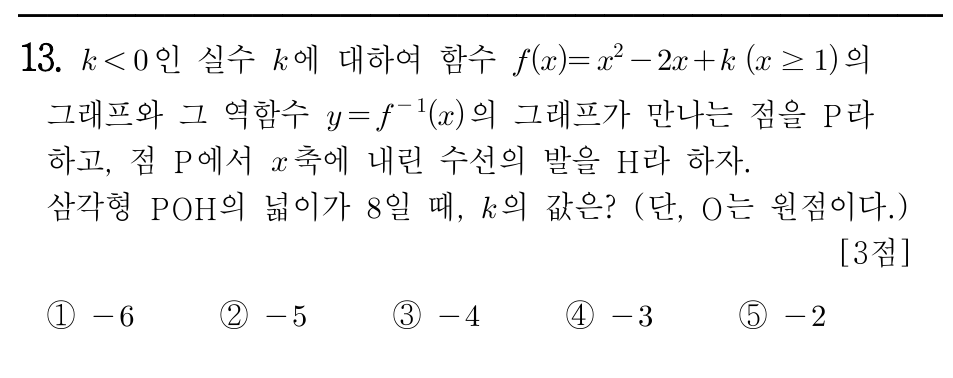 13. k<0인 실수 k에 대하여 함수 f(x)=x²−2x+k (x ≥ 1)의
그래프와 그 역함수 y=f⁻¹(x)의 그래프가 만나는 점을 P라
하고, 점 P에서 x축에 내린 수선의 발을 H라 하자.
삼각형 POH의 넓이가 8일 때, k의 값은? (단, O는 원점이다.)
[3점]
① −6 ② −5 ③ −4 ④ −3 ⑤ −2